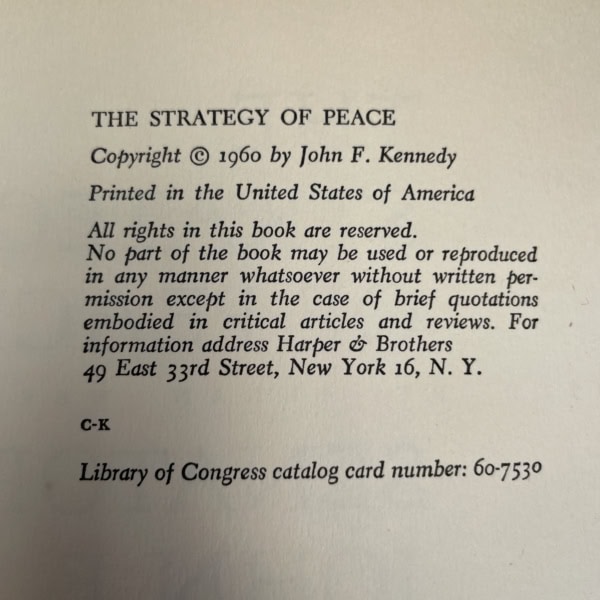 THE STRATEGY OF PEACE
Copyright © 1960 by John F. Kennedy
Printed in the United States of America
All rights in this book are reserved.
No part of the book may be used or reproduced
in any manner whatsoever without written per-
mission except in the case of brief quotations
embodied in critical articles and reviews. For
information address Harper & Brothers
49 East 33rd Street, New York 16, N. Y.
C-K
Library of Congress catalog card number: 60-7530